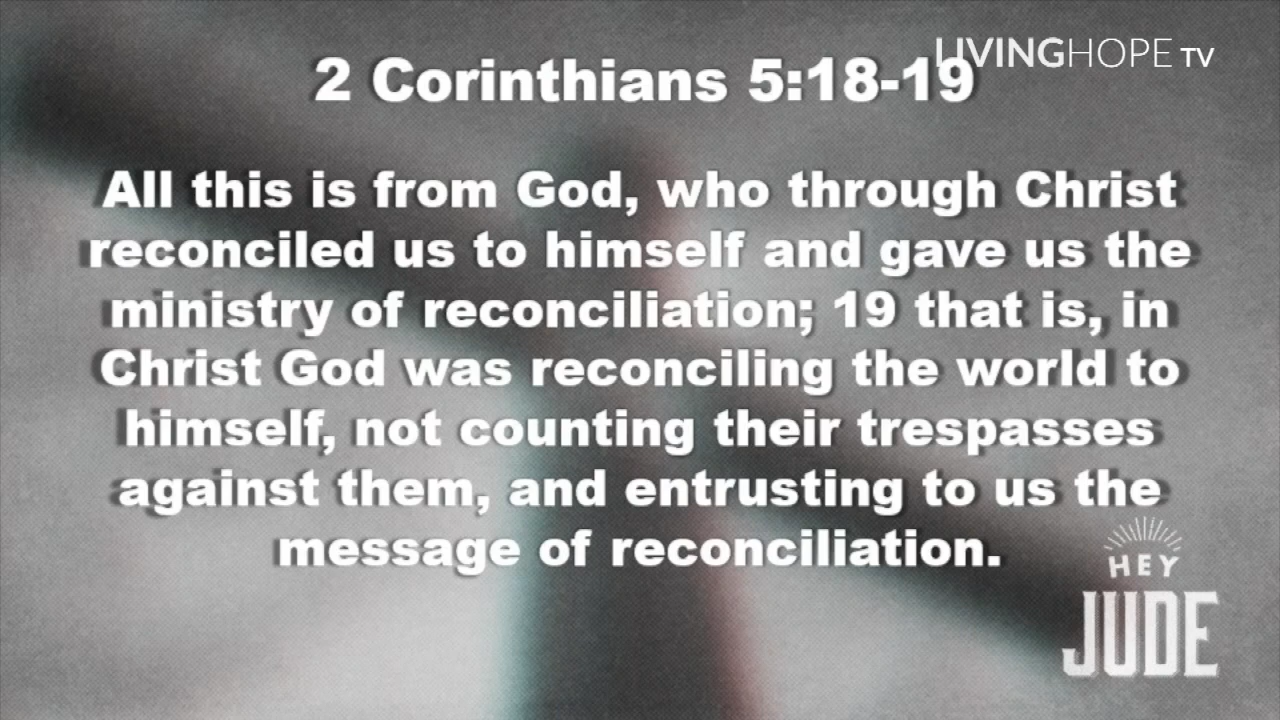 LIVINGHOPE TV
2 Corinthians 5:18-19
All this is from God, who through Christ
reconciled us to himself and gave us the
ministry of reconciliation; 19 that is, in
Christ God was reconciling the world to
himself, not counting their trespasses
against them, and entrusting to us the
message of reconciliation.
HEY
JUDE